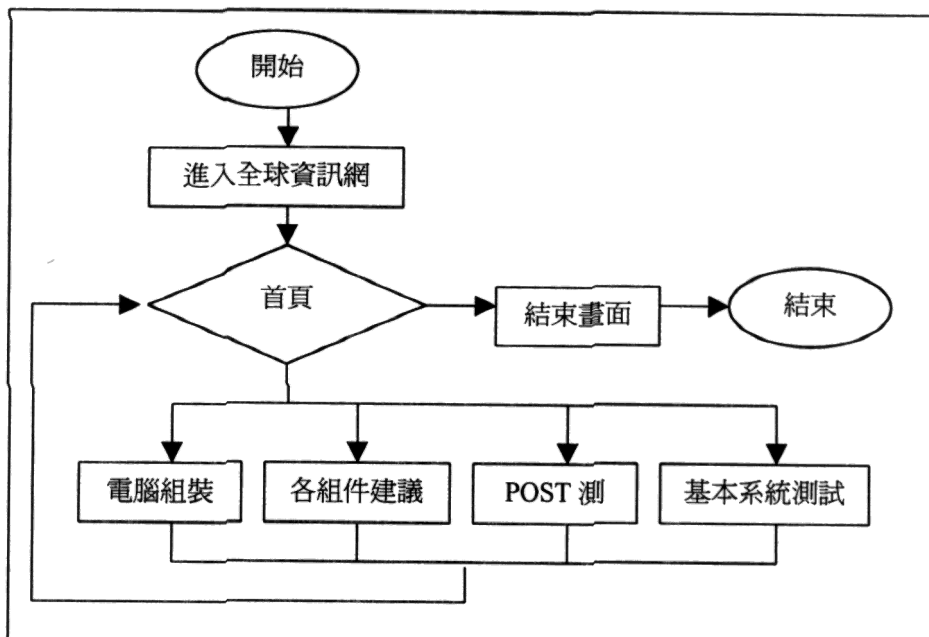 開始
進入全球資訊網
首頁
結束畫面
結束
電腦組裝
各組件建議
POST 測
基本系統測試